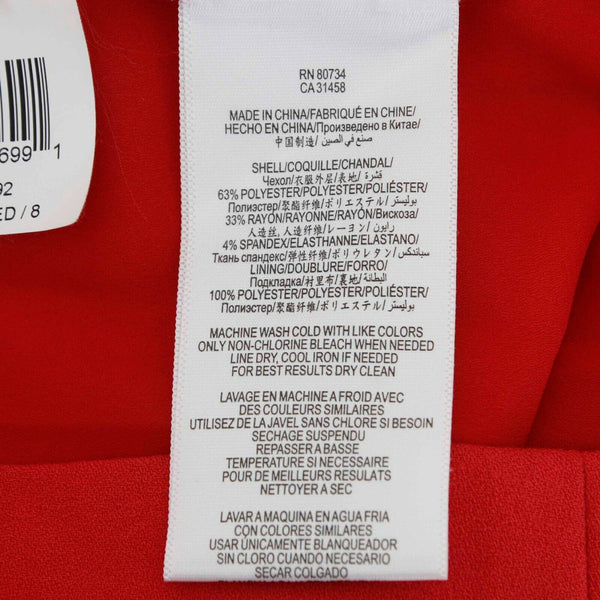 699 1
92
ED / 8
RN 80734
CA 31458
MADE IN CHINA/FABRIQUÉ EN CHINE/
HECHO EN CHINA/Произведено в Китае/
中国制造/ صنع في الصين/
SHELL/COQUILLE/CHANDAL/
Чехол/衣服外层/表地/ قشرة/
63% POLYESTER/POLYESTER/POLIÉSTER/
Полиэстер/聚酯纤维/ポリエステル/ بوليستر/
33% RAYON/RAYONNE/RAYÓN/Вискоза/
人造丝, 人造纤维/レーヨン/ رايون/
4% SPANDEX/ELASTHANNE/ELASTANO/
Ткань спандекс/弹性纤维/ポリウレタン/ سباندكس/
LINING/DOUBLURE/FORRO/
Подкладка/衬里布/裏地/ البطانة/
100% POLYESTER/POLYESTER/POLIÉSTER/
Полиэстер/聚酯纤维/ポリエステル/ بوليستر/
MACHINE WASH COLD WITH LIKE COLORS
ONLY NON-CHLORINE BLEACH WHEN NEEDED
LINE DRY, COOL IRON IF NEEDED
FOR BEST RESULTS DRY CLEAN
LAVAGE EN MACHINE A FROID AVEC
DES COULEURS SIMILAIRES
UTILISEZ DE LA JAVEL SANS CHLORE SI BESOIN
SECHAGE SUSPENDU
REPASSER A BASSE
TEMPERATURE SI NECESSAIRE
POUR DE MEILLEURS RESULATS
NETTOYER A SEC
LAVAR A MAQUINA EN AGUA FRIA
CON COLORES SIMILARES
USAR UNICAMENTE BLANQUEADOR
SIN CLORO CUANDO NECESARIO
SECAR COLGADO